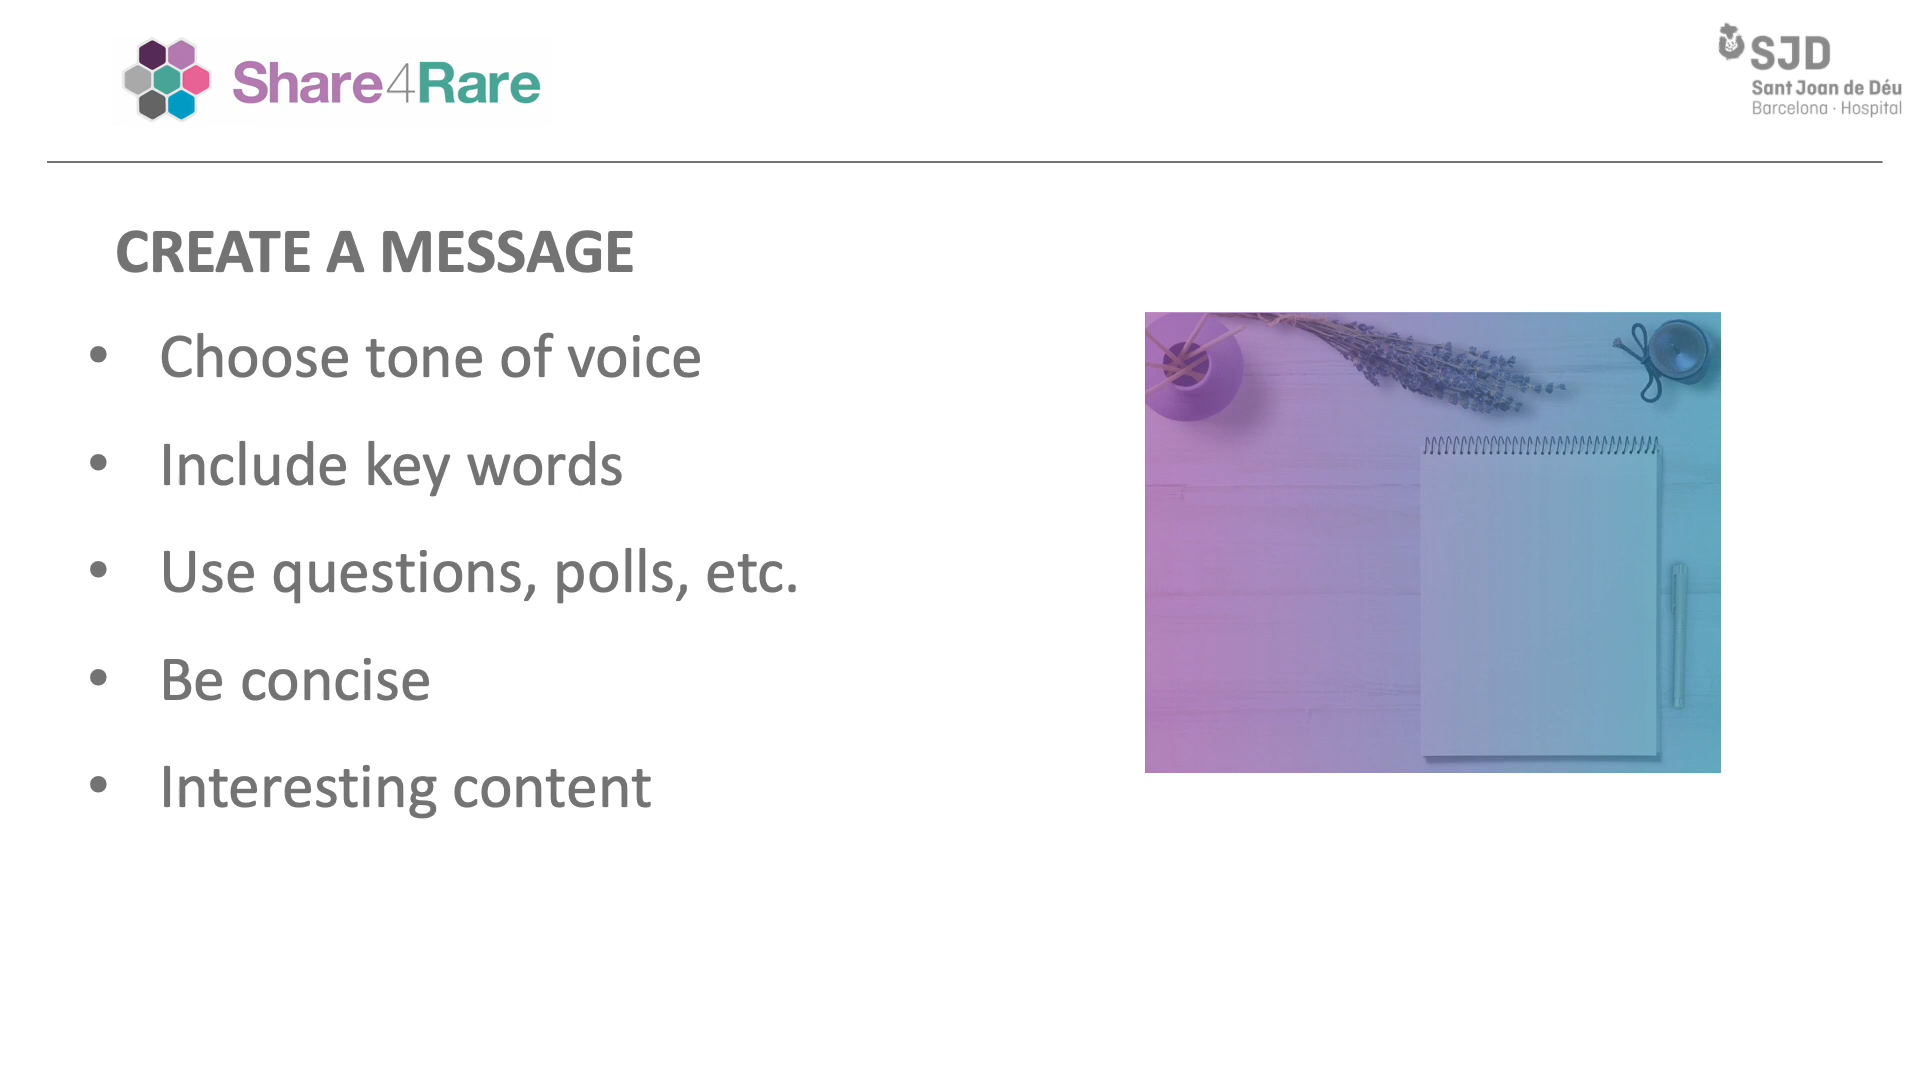 Share4Rare
SJD
Sant Joan de Déu
Barcelona · Hospital
CREATE A MESSAGE
• Choose tone of voice
• Include key words
• Use questions, polls, etc.
• Be concise
• Interesting content